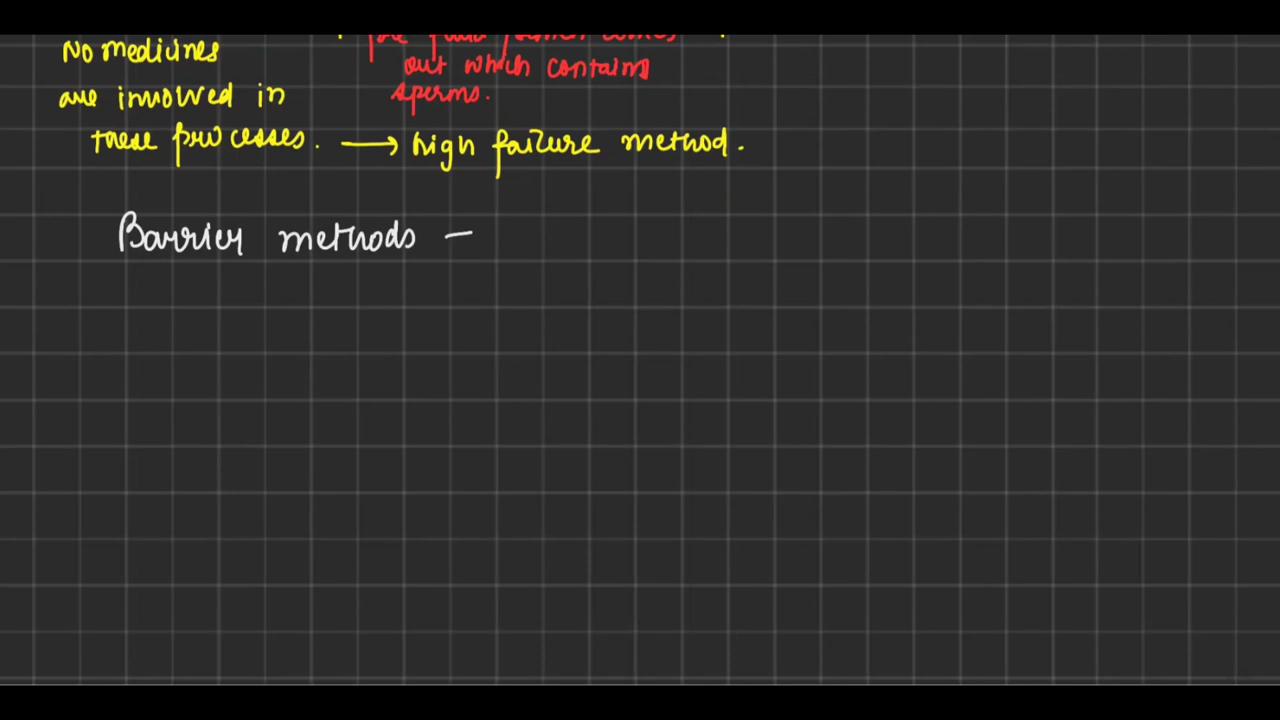 No medicines
out which contains
are involved in
sperms.
these processes. → high failure method.
Barrier methods -